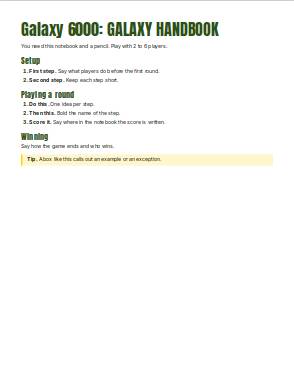 Galaxy 6000: GALAXY HANDBOOK
You need this notebook and a pencil. Play with 2 to 6 players.
Setup
1. First step. Say what players do before the first round.
2. Second step. Keep each step short.
Playing a round
1. Do this. One idea per step.
2. Then this. Bold the name of the step.
3. Score it. Say where in the notebook the score is written.
Winning
Say how the game ends and who wins.
Tip. A box like this calls out an example or an exception.